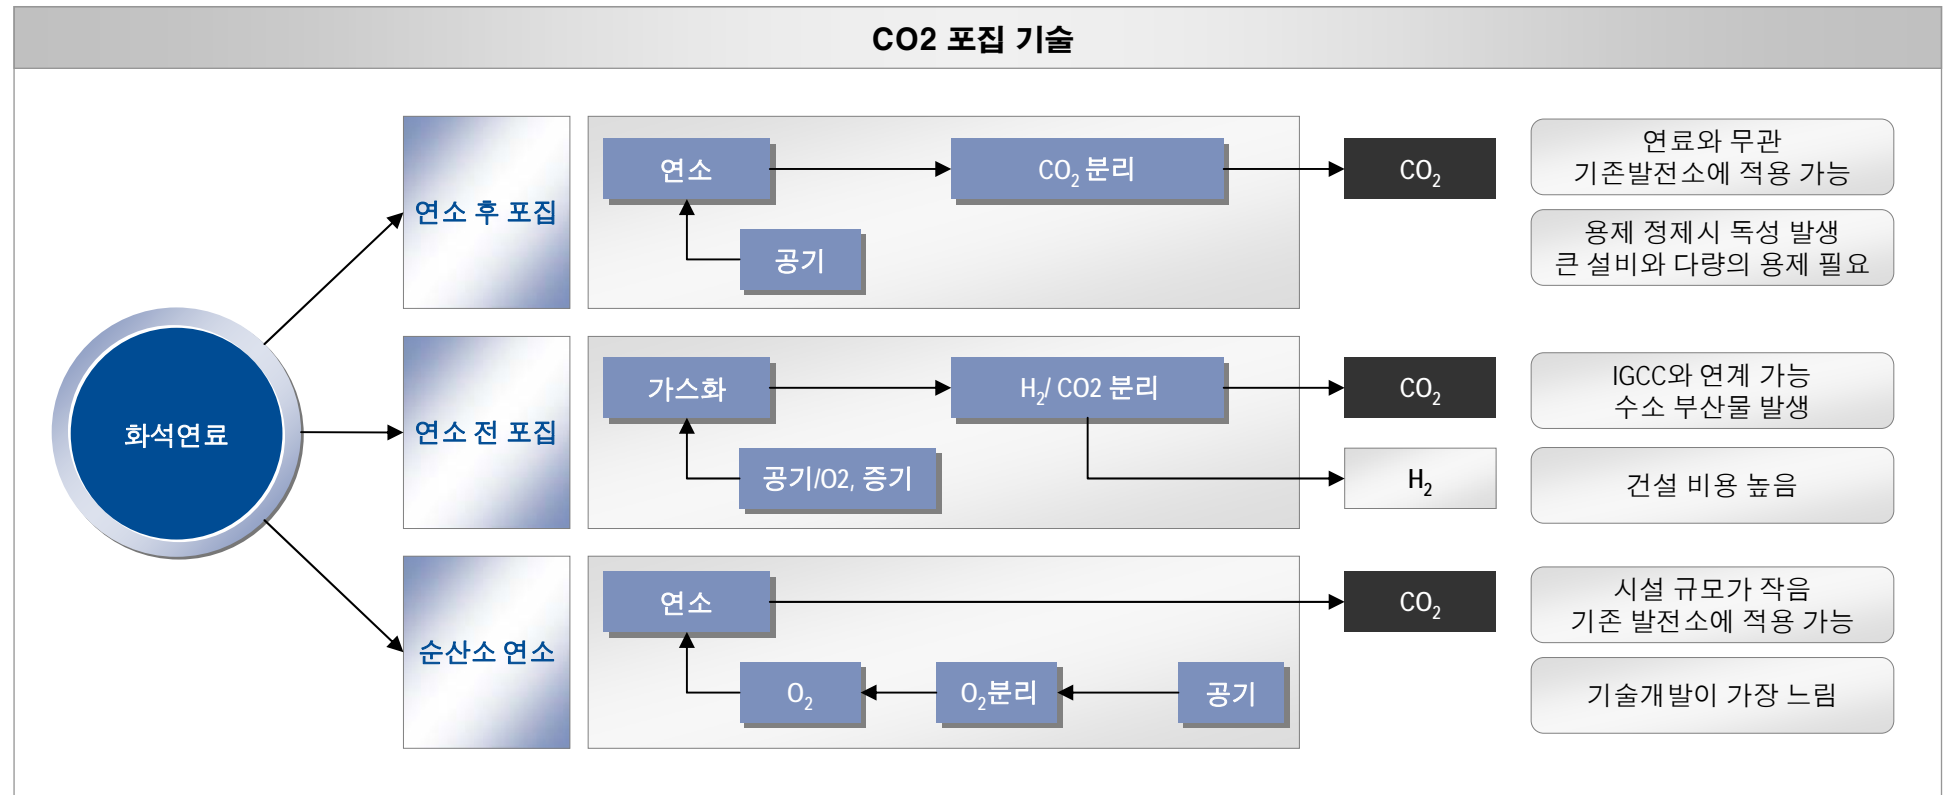 CO2 포집 기술
화석연료
연소 후 포집
연소
CO₂ 분리
공기
CO₂
연료와 무관
기존발전소에 적용 가능
용제 정제시 독성 발생
큰 설비와 다량의 용제 필요
연소 전 포집
가스화
H₂/ CO2 분리
공기/O2, 증기
CO₂
H₂
IGCC와 연계 가능
수소 부산물 발생
건설 비용 높음
순산소 연소
연소
O₂
O₂분리
공기
CO₂
시설 규모가 작음
기존 발전소에 적용 가능
기술개발이 가장 느림